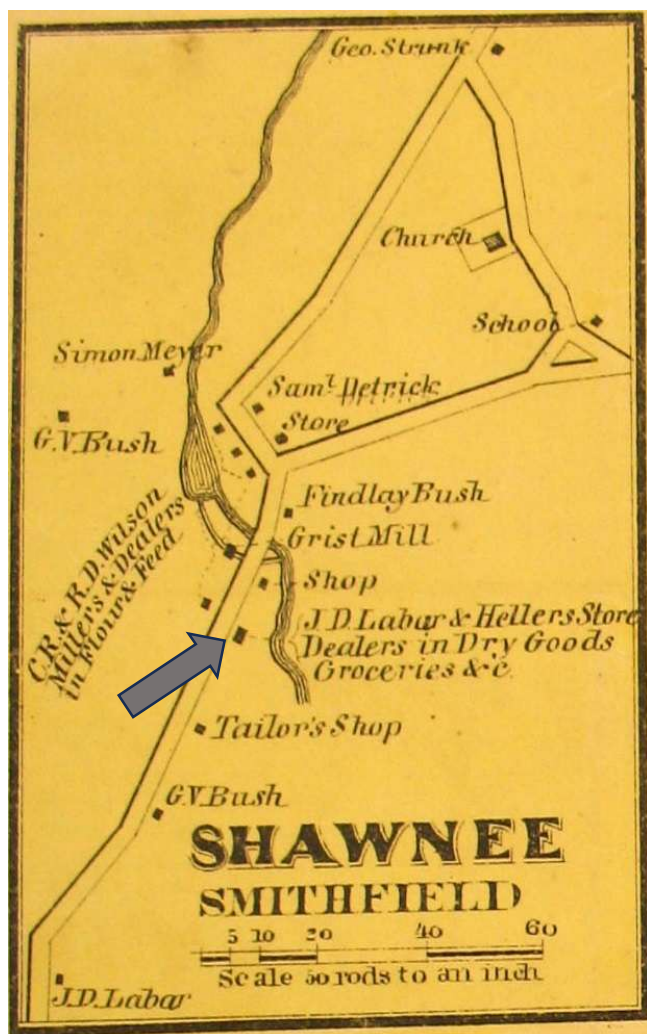 Geo. Strunk
Church
School
Simon Meyer
Sam.l Detrick
Store
G.V. Bush
Findlay Bush
C.R. & R.D. Wilson
Millers & Dealers
in Flour & Feed
Grist Mill
Shop
J.D. Labar & Hellers Store
Dealers in Dry Goods
Groceries &c.
Tailor's Shop
G.V. Bush
SHAWNEE
SMITHFIELD
5 10 20 40 60
Scale 50 rods to an inch
J.D. Labar